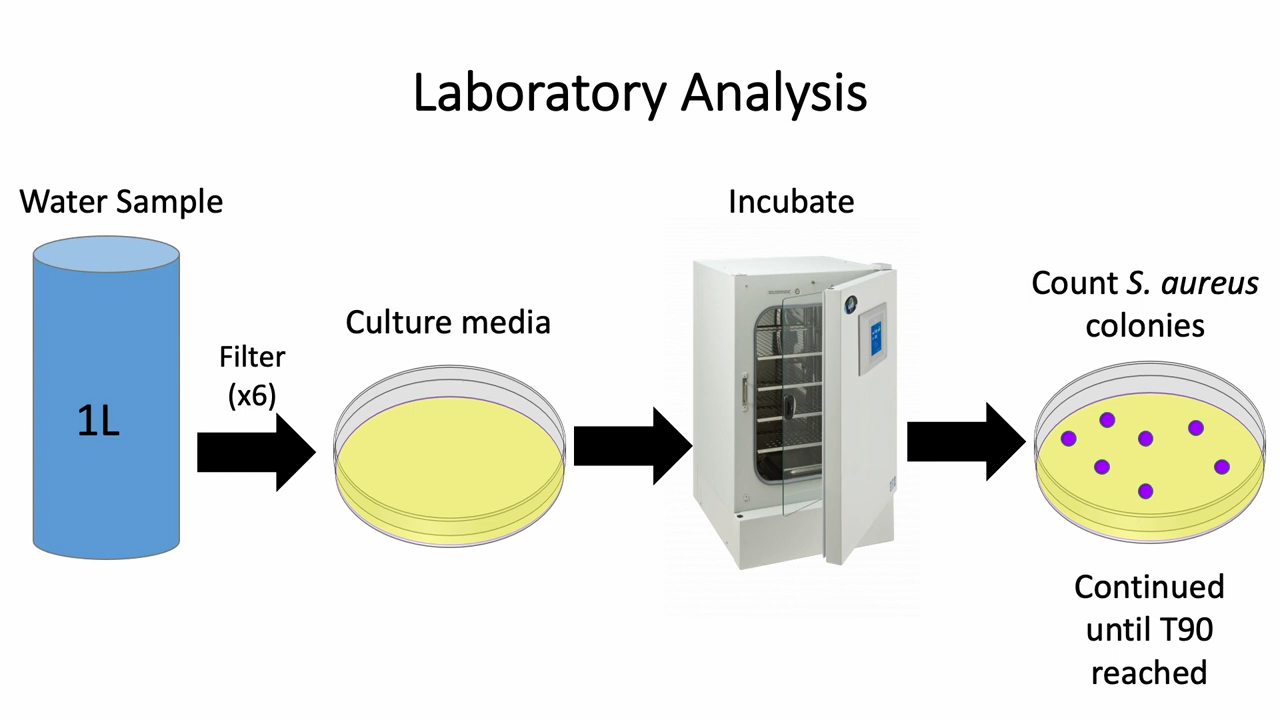 Laboratory Analysis
Water Sample
1L
Filter
(x6)
Culture media
Incubate
Count S. aureus
colonies
Continued
until T90
reached